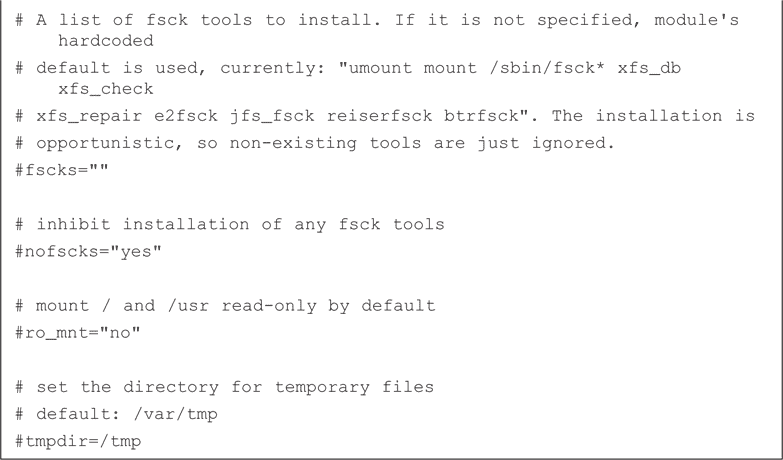 # A list of fsck tools to install. If it is not specified, module's
hardcoded
# default is used, currently: "umount mount /sbin/fsck* xfs_db
xfs_check
# xfs_repair e2fsck jfs_fsck reiserfsck btrfsck". The installation is
# opportunistic, so non-existing tools are just ignored.
#fscks=""

# inhibit installation of any fsck tools
#nofscks="yes"

# mount / and /usr read-only by default
#ro_mnt="no"

# set the directory for temporary files
# default: /var/tmp
#tmpdir=/tmp